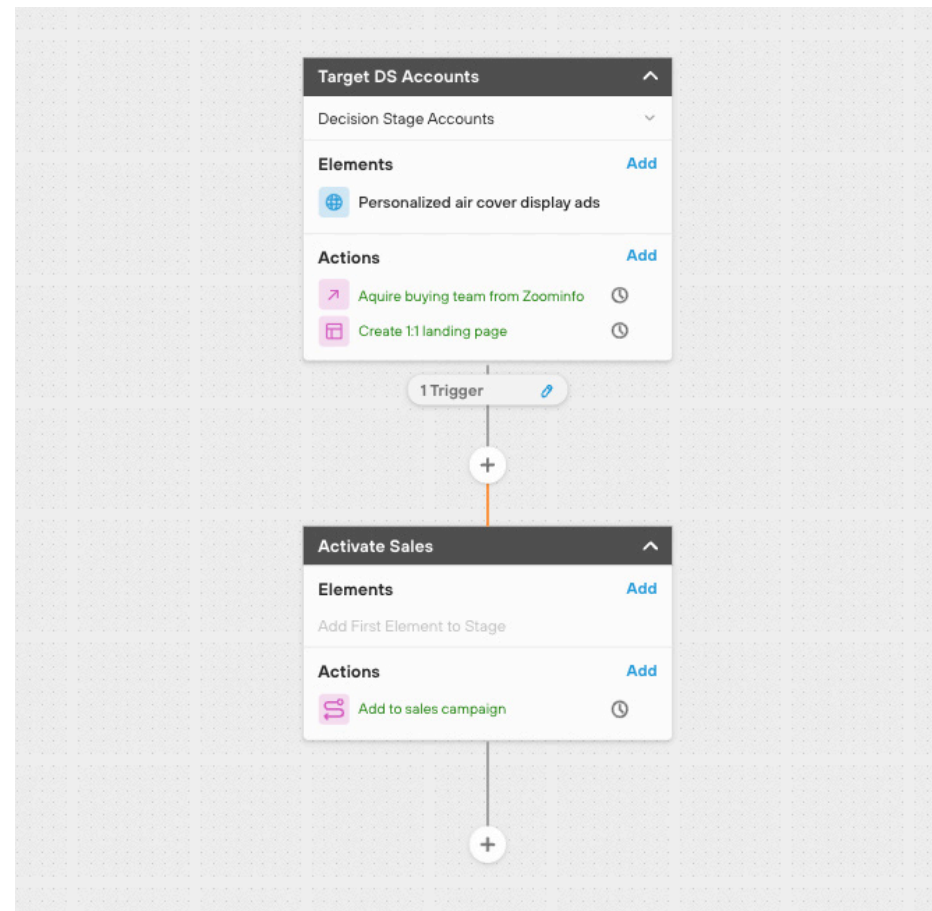 Target DS Accounts
Decision Stage Accounts
Elements Add
Personalized air cover display ads
Actions Add
Aquire buying team from Zoominfo
Create 1:1 landing page
1 Trigger
Activate Sales
Elements Add
Add First Element to Stage
Actions Add
Add to sales campaign